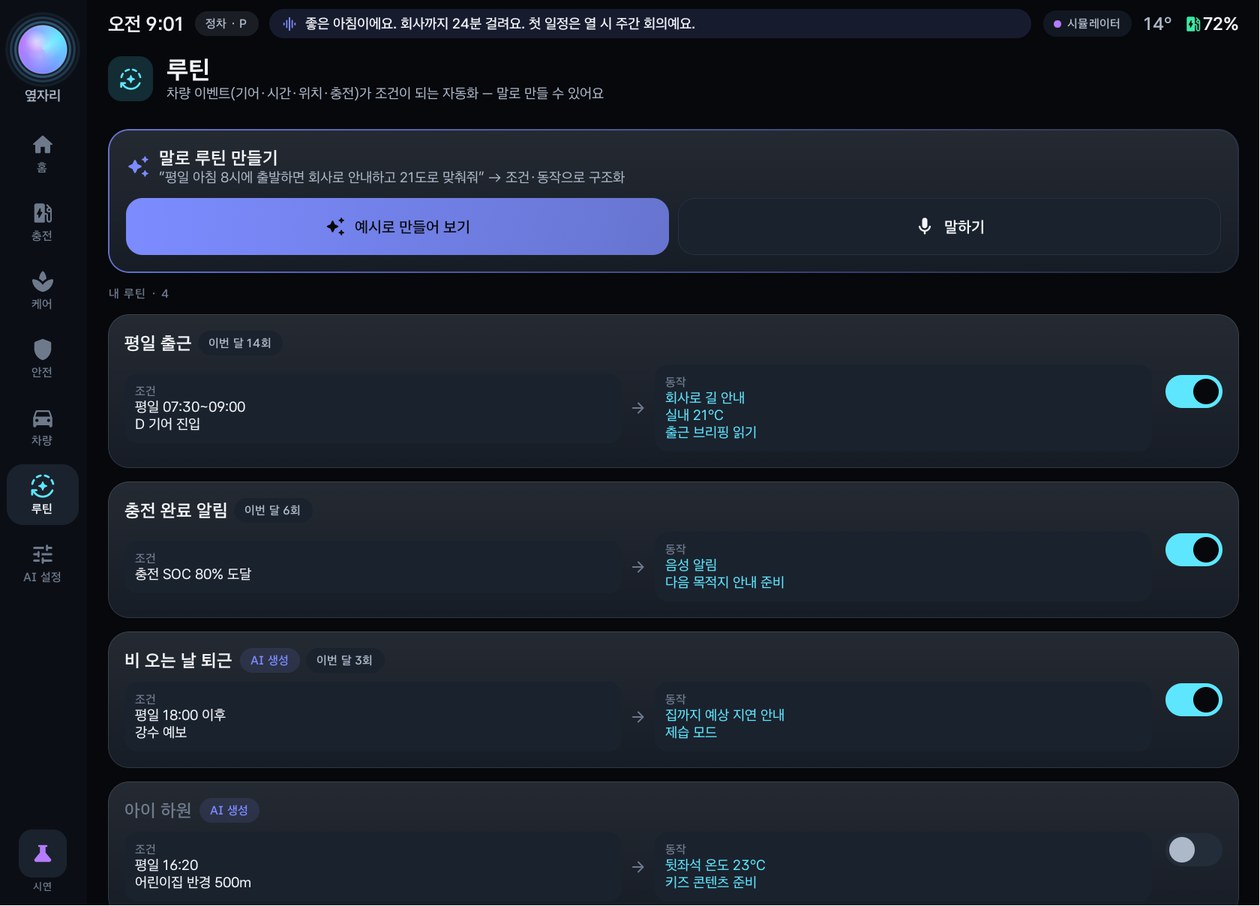 오전 9:01
정차 · P
좋은 아침이에요. 회사까지 24분 걸려요. 첫 일정은 열 시 주간 회의예요.
시뮬레이터
14°
72%
옆자리
홈
충전
케어
안전
차량
루틴
AI 설정
시연
루틴
차량 이벤트(기어·시간·위치·충전)가 조건이 되는 자동화 — 말로 만들 수 있어요
말로 루틴 만들기
“평일 아침 8시에 출발하면 회사로 안내하고 21도로 맞춰줘” → 조건·동작으로 구조화
예시로 만들어 보기
말하기
내 루틴 · 4
평일 출근
이번 달 14회
조건
평일 07:30~09:00
D 기어 진입
→
동작
회사로 길 안내
실내 21°C
출근 브리핑 읽기
충전 완료 알림
이번 달 6회
조건
충전 SOC 80% 도달
→
동작
음성 알림
다음 목적지 안내 준비
비 오는 날 퇴근
AI 생성
이번 달 3회
조건
평일 18:00 이후
강수 예보
→
동작
집까지 예상 지연 안내
제습 모드
아이 하원
AI 생성
조건
평일 16:20
어린이집 반경 500m
→
동작
뒷좌석 온도 23°C
키즈 콘텐츠 준비